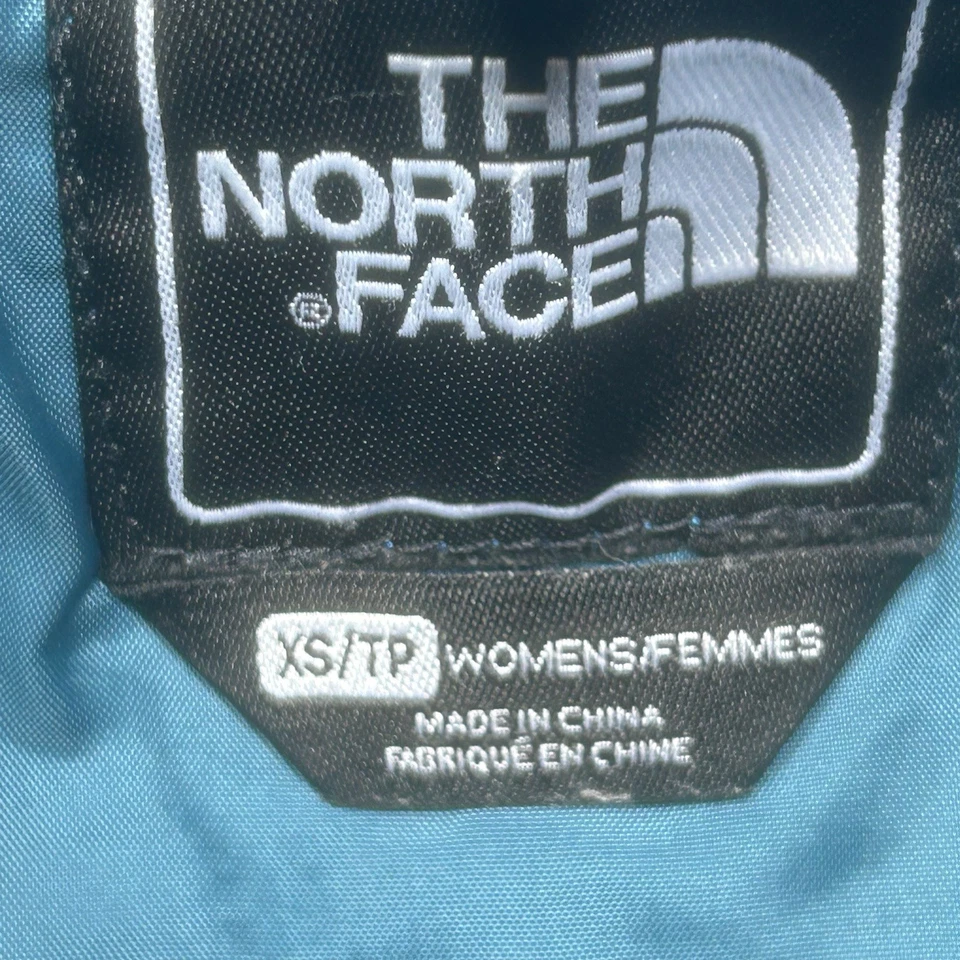 THE
NORTH
® FACE
XS/TP WOMENS/FEMMES
MADE IN CHINA
FABRIQUÉ EN CHINE